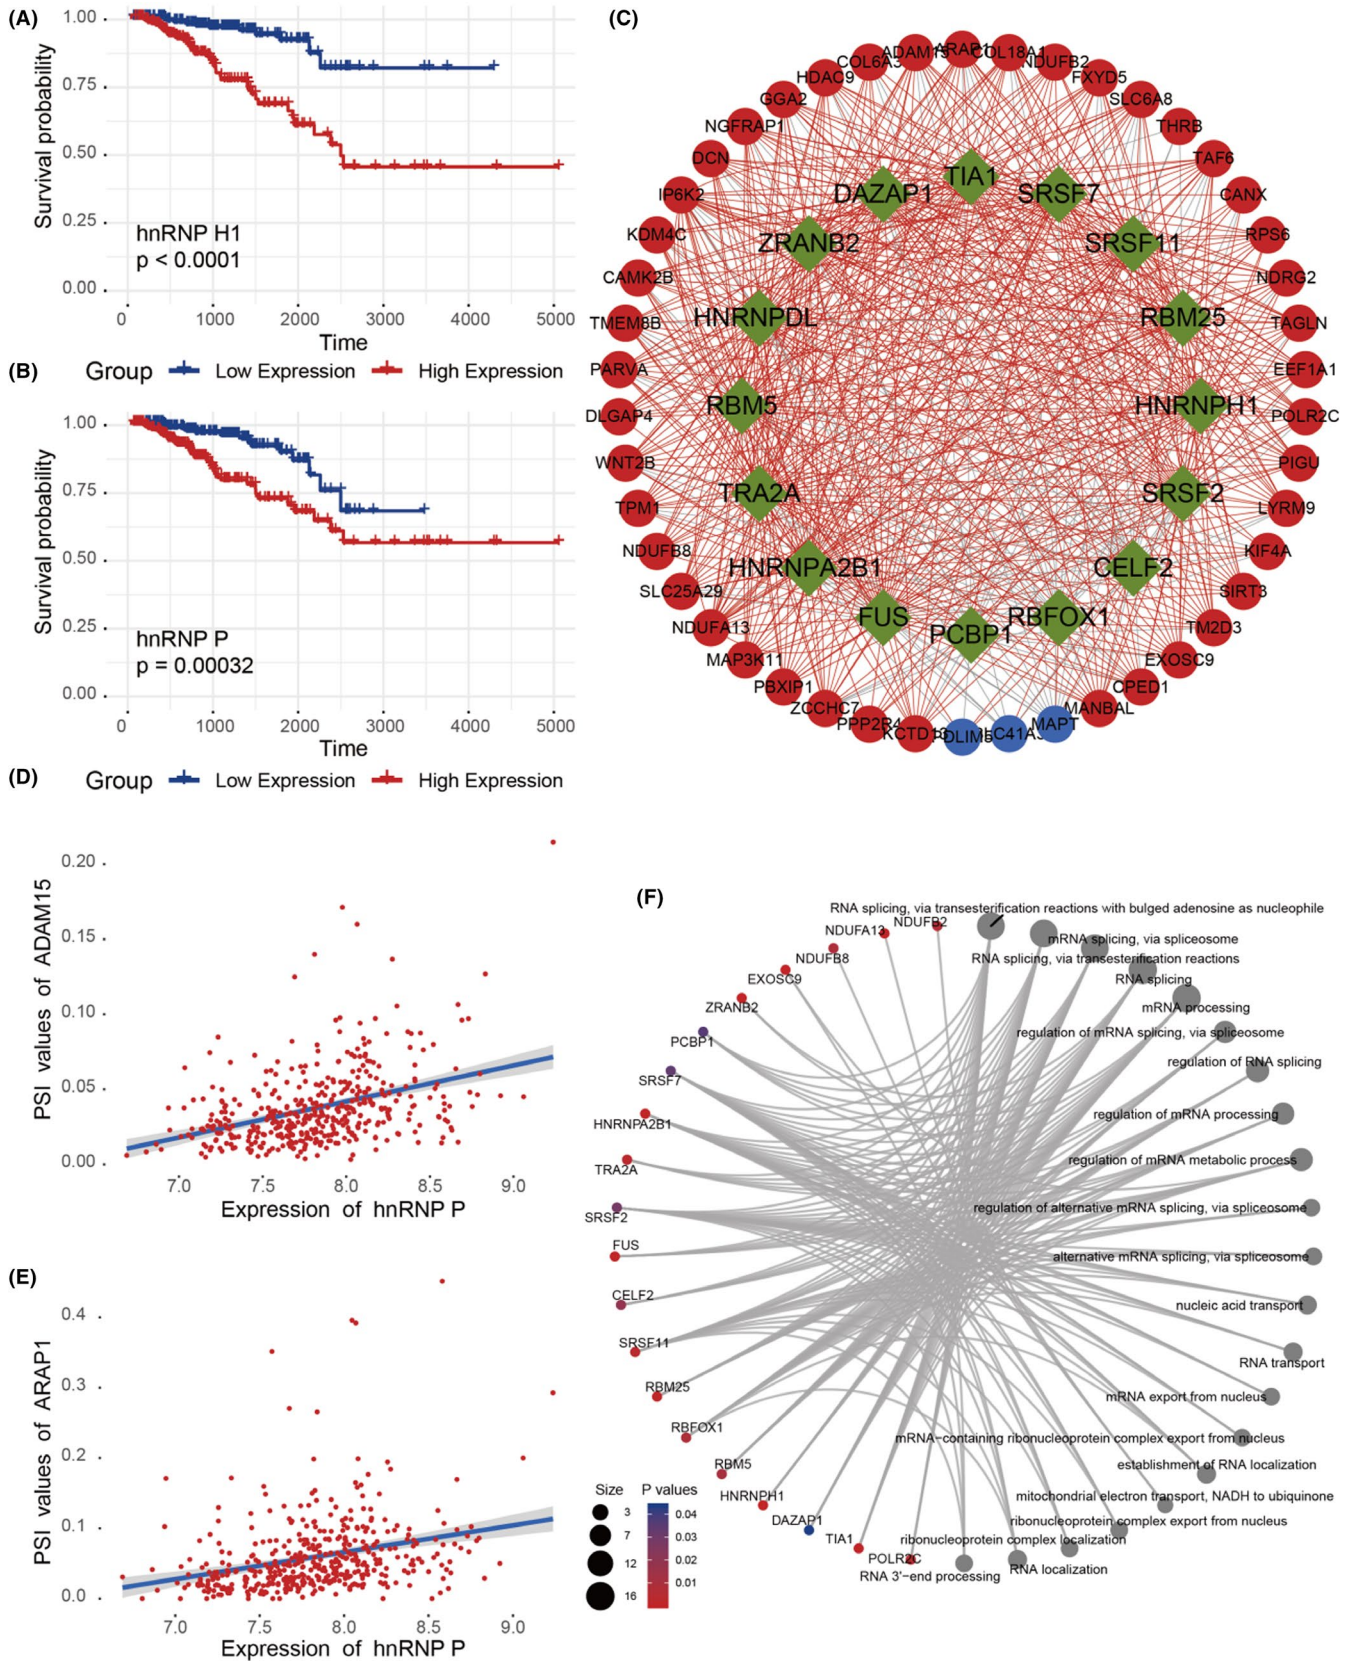 (A)
Survival probability
1.00
0.75
0.50
0.25
0.00
hnRNP H1
p < 0.0001
0 1000 2000 3000 4000 5000
Time
Group Low Expression High Expression
(B)
Survival probability
1.00
0.75
0.50
0.25
0.00
hnRNP P
p = 0.00032
0 1000 2000 3000 4000 5000
Time
Group Low Expression High Expression
(C)
ADAM15
ARAP1
COL18A1
NDUFB2
FXYD5
SLC6A8
THRB
TAF6
CANX
RPS6
NDRG2
TAGLN
EEF1A1
POLR2C
PIGU
LYRM9
KIF4A
SIRT3
TM2D3
EXOSC9
CPED1
MANBAL
MAPT
PDLIM5
KCTD13
PPP2R4
ZCCHC7
PBXIP1
MAP3K11
NDUFA13
SLC25A29
NDUFB8
TPM1
WNT2B
DLGAP4
PARVA
TMEM8B
CAMK2B
KDM4C
IP6K2
DCN
NGFRAP1
GGA2
HDAC9
COL6A3
TIA1
SRSF7
SRSF11
RBM25
HNRNPH1
SRSF2
CELF2
RBFOX1
PCBP1
FUS
HNRNPA2B1
TRA2A
RBM5
HNRNPDL
ZRANB2
DAZAP1
(D)
PSI values of ADAM15
0.20
0.15
0.10
0.05
0.00
7.0 7.5 8.0 8.5 9.0
Expression of hnRNP P
(E)
PSI values of ARAP1
0.4
0.3
0.2
0.1
0.0
7.0 7.5 8.0 8.5 9.0
Expression of hnRNP P
(F)
RNA splicing, via transesterification reactions with bulged adenosine as nucleophile
mRNA splicing, via spliceosome
RNA splicing, via transesterification reactions
RNA splicing
mRNA processing
regulation of mRNA splicing, via spliceosome
regulation of RNA splicing
regulation of mRNA processing
regulation of mRNA metabolic process
regulation of alternative mRNA splicing, via spliceosome
alternative mRNA splicing, via spliceosome
nucleic acid transport
RNA transport
mRNA export from nucleus
mRNA−containing ribonucleoprotein complex export from nucleus
establishment of RNA localization
mitochondrial electron transport, NADH to ubiquinone
ribonucleoprotein complex export from nucleus
ribonucleoprotein complex localization
RNA localization
RNA 3'−end processing
NDUFB2
NDUFA13
NDUFB8
EXOSC9
ZRANB2
PCBP1
SRSF7
HNRNPA2B1
TRA2A
SRSF2
FUS
CELF2
SRSF11
RBM25
RBFOX1
RBM5
HNRNPH1
DAZAP1
TIA1
POLR2C
Size
3
7
12
16
P values
0.04
0.03
0.02
0.01